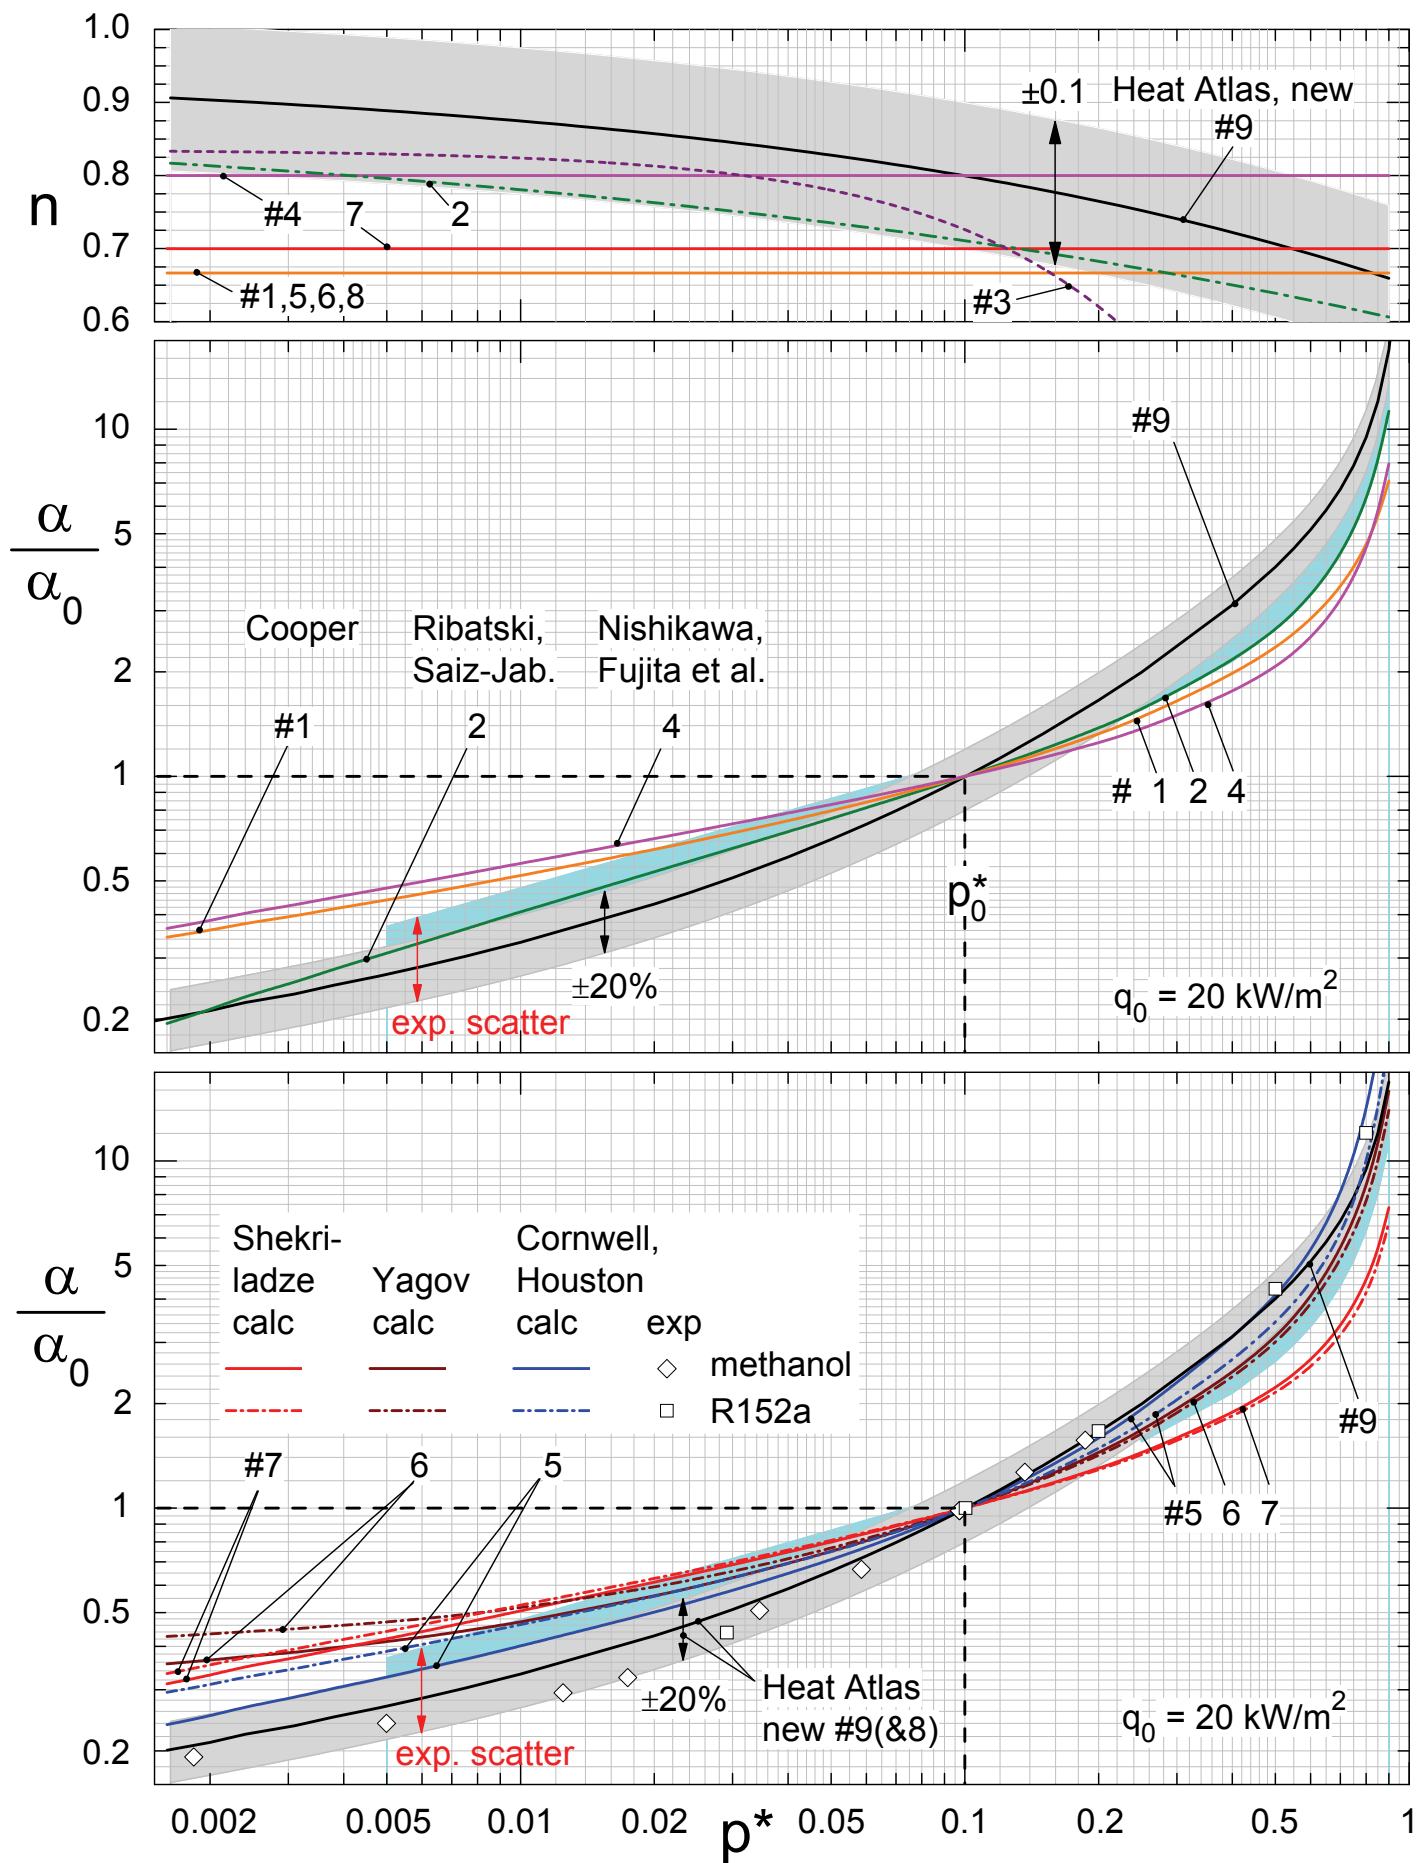 1.0
0.9
0.8
0.7
0.6
n
±0.1 Heat Atlas, new
#9
#4 7 2
#1,5,6,8
#3
10
5
2
1
0.5
0.2
α
α₀
#9
Cooper
Ribatski,
Saiz-Jab.
Nishikawa,
Fujita et al.
#1 2 4
# 1 2 4
p₀*
±20%
exp. scatter
q₀ = 20 kW/m²
10
5
2
1
0.5
0.2
α
α₀
Shekri-
ladze
calc
Yagov
calc
Cornwell,
Houston
calc
exp
methanol
R152a
#9
#7 6 5
#5 6 7
±20%
Heat Atlas
new #9(&8)
exp. scatter
q₀ = 20 kW/m²
0.002 0.005 0.01 0.02 0.05 0.1 0.2 0.5 1
p*